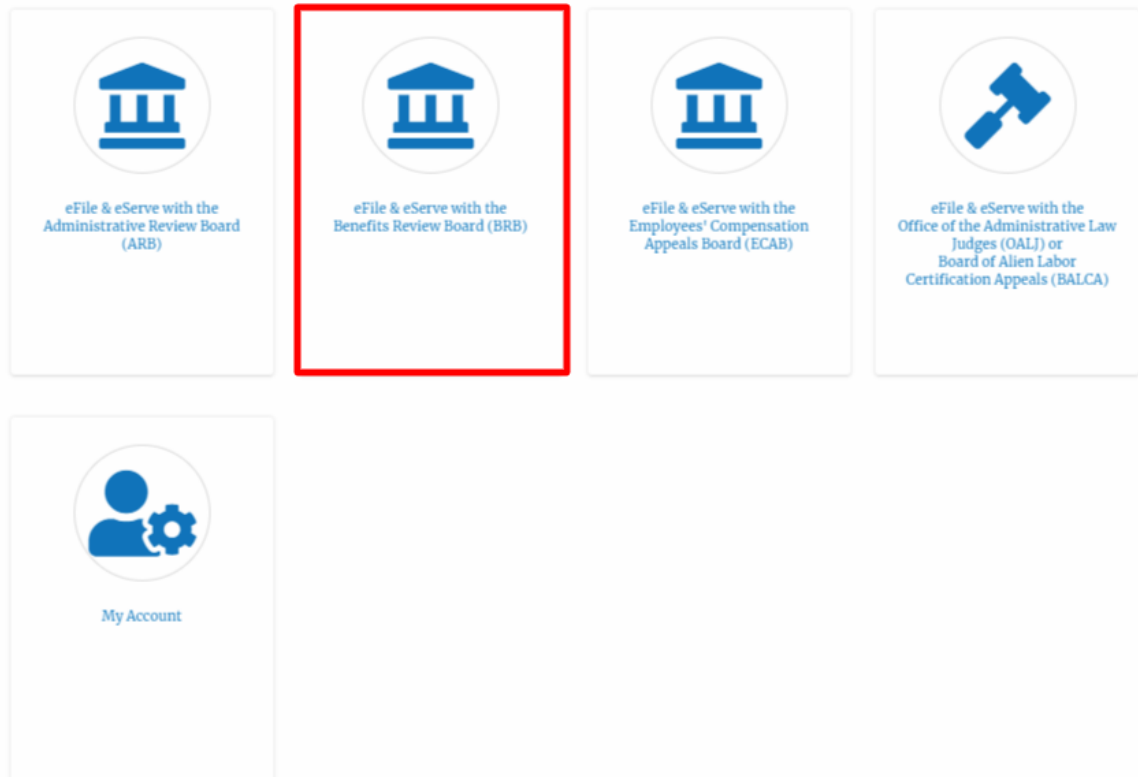 eFile & eServe with the
Administrative Review Board
(ARB)
eFile & eServe with the
Benefits Review Board (BRB)
eFile & eServe with the
Employees' Compensation
Appeals Board (ECAB)
eFile & eServe with the
Office of the Administrative Law
Judges (OALJ) or
Board of Alien Labor
Certification Appeals (BALCA)
My Account